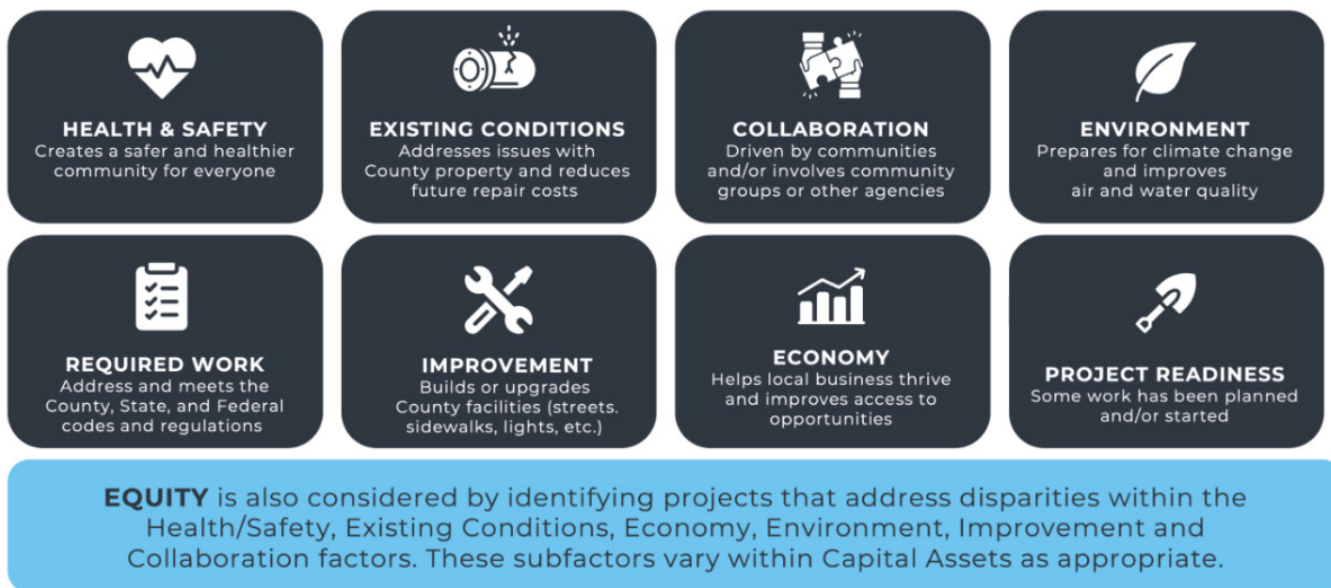 HEALTH & SAFETY
Creates a safer and healthier
community for everyone
EXISTING CONDITIONS
Addresses issues with
County property and reduces
future repair costs
COLLABORATION
Driven by communities
and/or involves community
groups or other agencies
ENVIRONMENT
Prepares for climate change
and improves
air and water quality
REQUIRED WORK
Address and meets the
County, State, and Federal
codes and regulations
IMPROVEMENT
Builds or upgrades
County facilities (streets.
sidewalks, lights, etc.)
ECONOMY
Helps local business thrive
and improves access to
opportunities
PROJECT READINESS
Some work has been planned
and/or started
EQUITY is also considered by identifying projects that address disparities within the
Health/Safety, Existing Conditions, Economy, Environment, Improvement and
Collaboration factors. These subfactors vary within Capital Assets as appropriate.